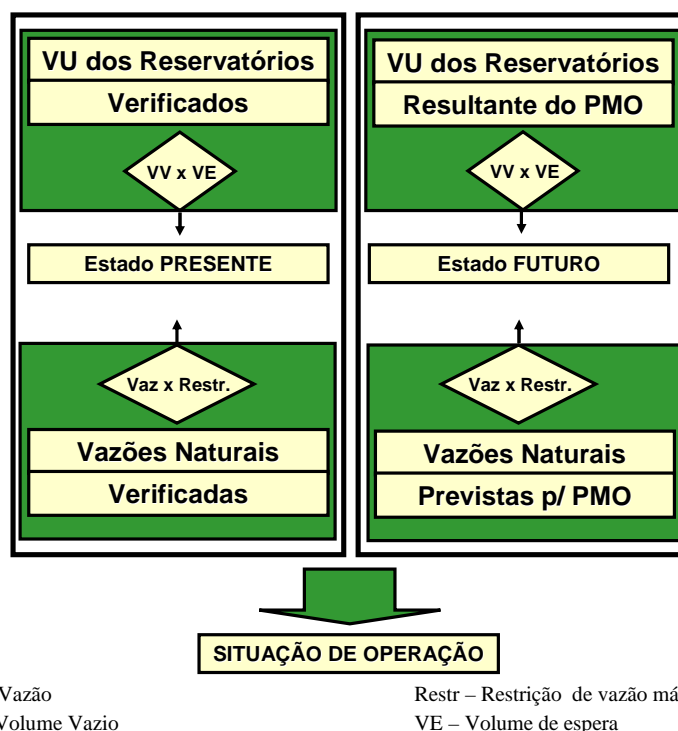 VU dos Reservatórios
Verificados
VV x VE
Estado PRESENTE
Vaz x Restr.
Vazões Naturais
Verificadas
VU dos Reservatórios
Resultante do PMO
VV x VE
Estado FUTURO
Vaz x Restr.
Vazões Naturais
Previstas p/ PMO
SITUAÇÃO DE OPERAÇÃO
Vazão
Volume Vazio
Restr – Restrição de vazão má
VE – Volume de espera